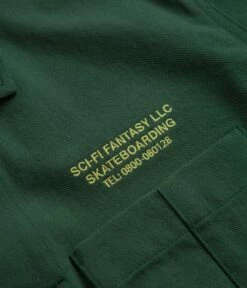 SCI-FI FANTASY LLC
SKATEBOARDING
TEL: 0800-060128